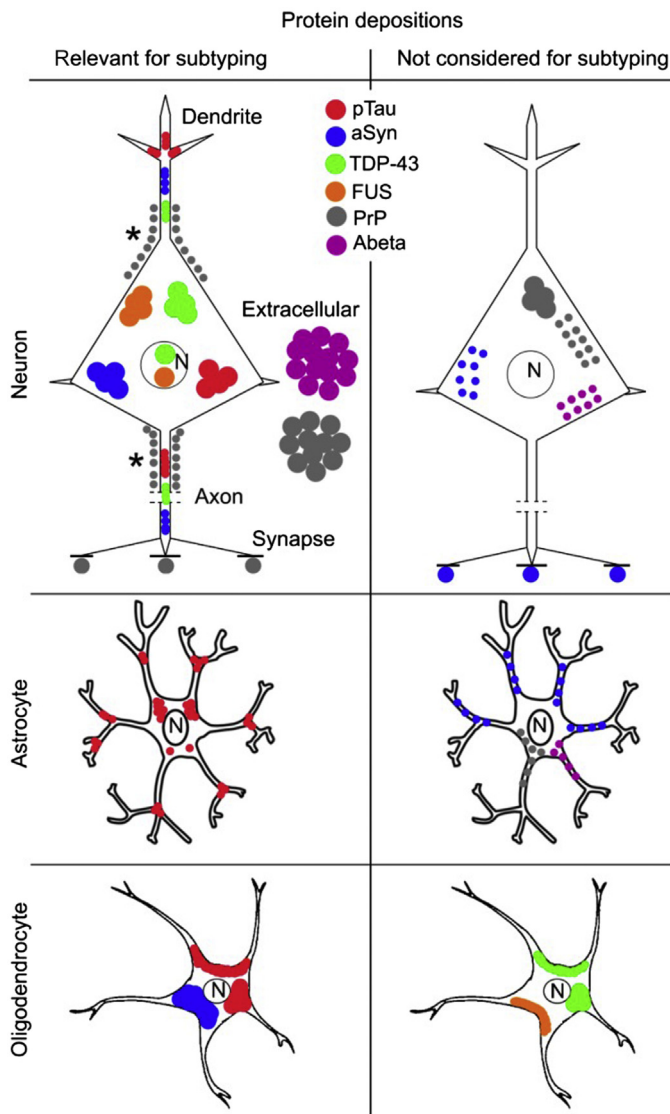 Protein depositions
Relevant for subtyping
Not considered for subtyping
Dendrite
pTau
aSyn
TDP-43
FUS
PrP
Abeta
*
Extracellular
Neuron
N
N
*
Axon
Synapse
Astrocyte
N
N
Oligodendrocyte
N
N